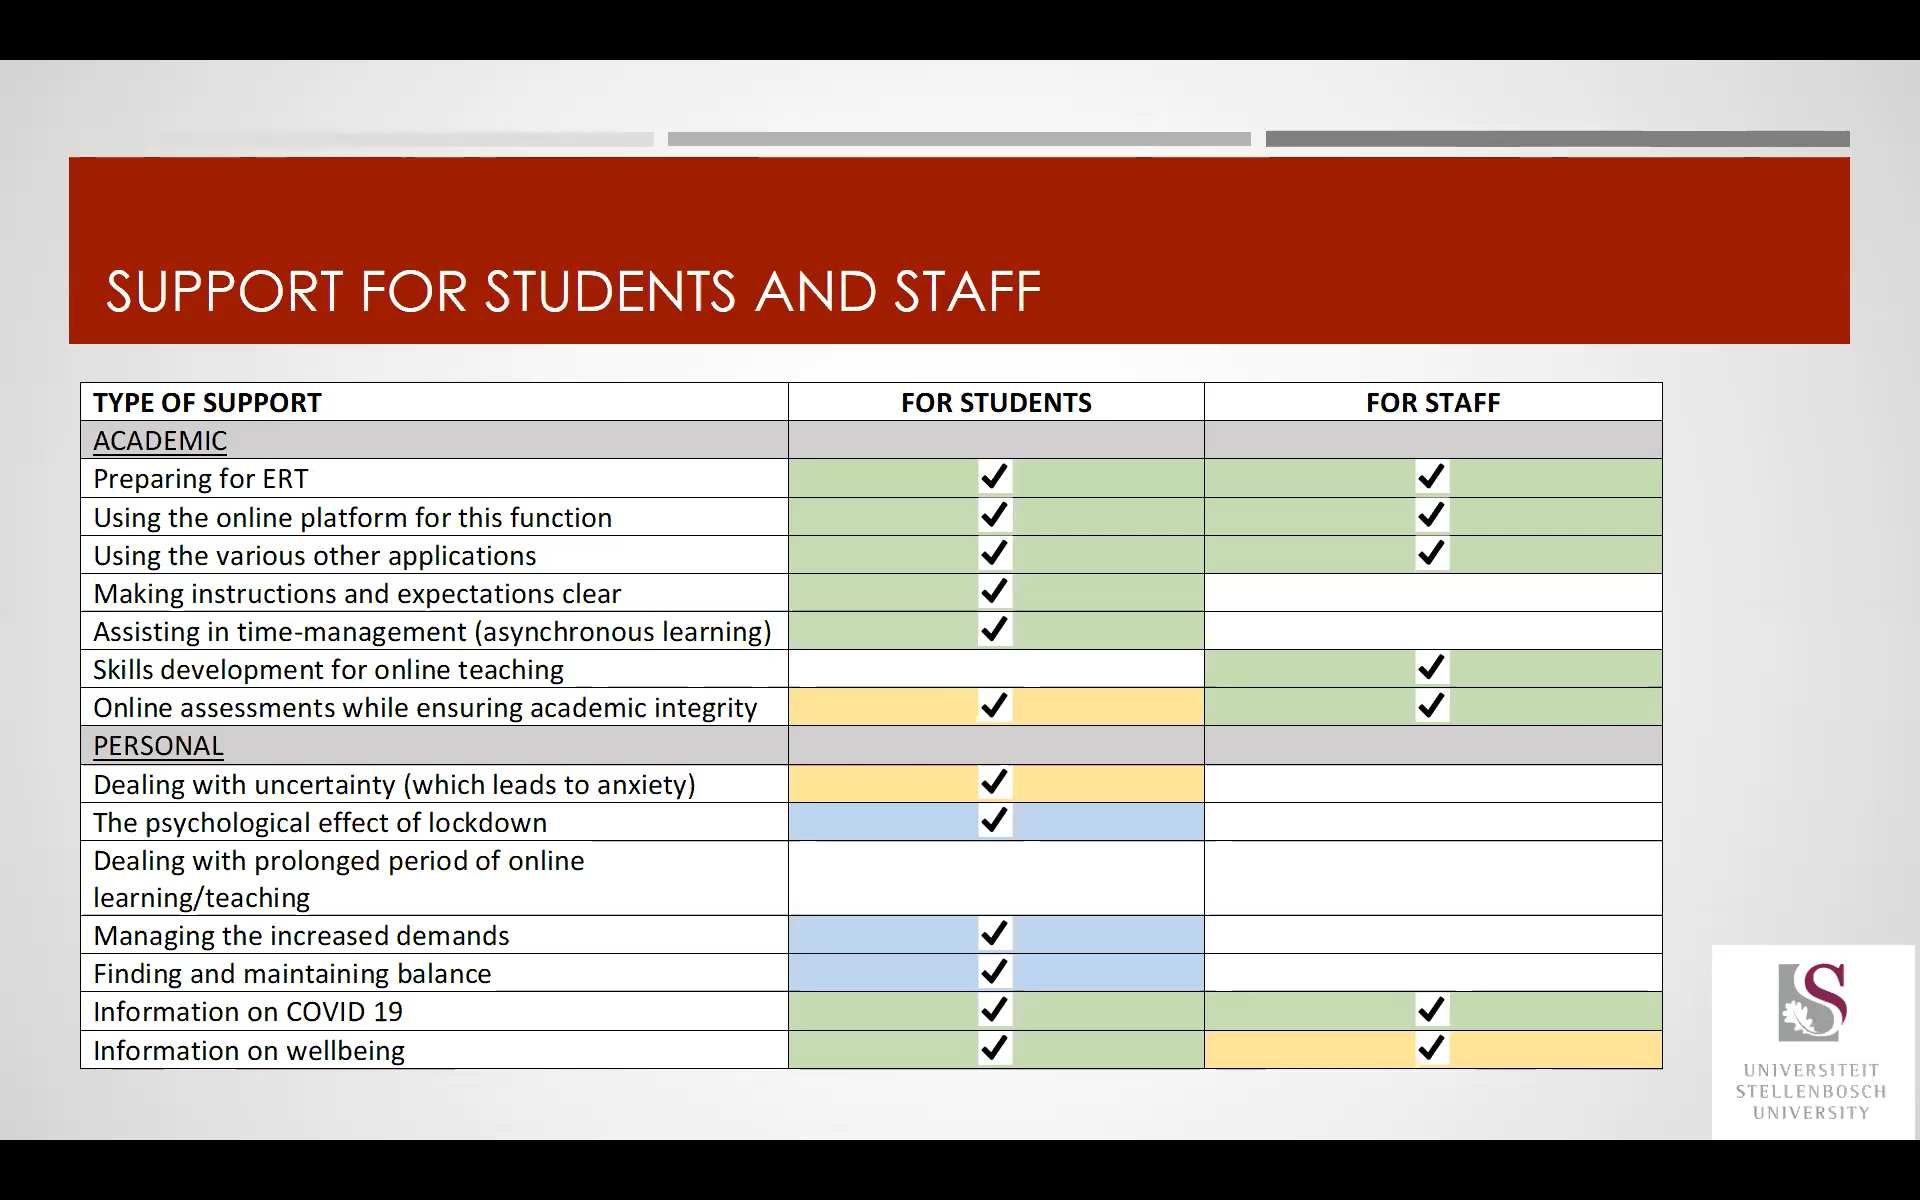 SUPPORT FOR STUDENTS AND STAFF
TYPE OF SUPPORT FOR STUDENTS FOR STAFF
ACADEMIC
Preparing for ERT ✔ ✔
Using the online platform for this function ✔ ✔
Using the various other applications ✔ ✔
Making instructions and expectations clear ✔
Assisting in time-management (asynchronous learning) ✔
Skills development for online teaching ✔
Online assessments while ensuring academic integrity ✔ ✔
PERSONAL
Dealing with uncertainty (which leads to anxiety) ✔
The psychological effect of lockdown ✔
Dealing with prolonged period of online
learning/teaching
Managing the increased demands ✔
Finding and maintaining balance ✔
Information on COVID 19 ✔ ✔
Information on wellbeing ✔ ✔
S
UNIVERSITEIT
STELLENBOSCH
UNIVERSITY